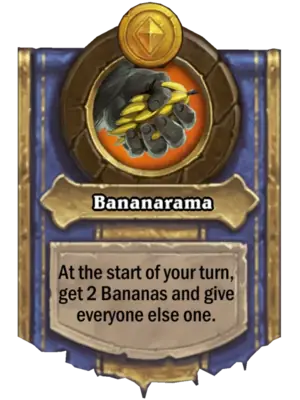 Bananarama
At the start of your turn,
get 2 Bananas and give
everyone else one.